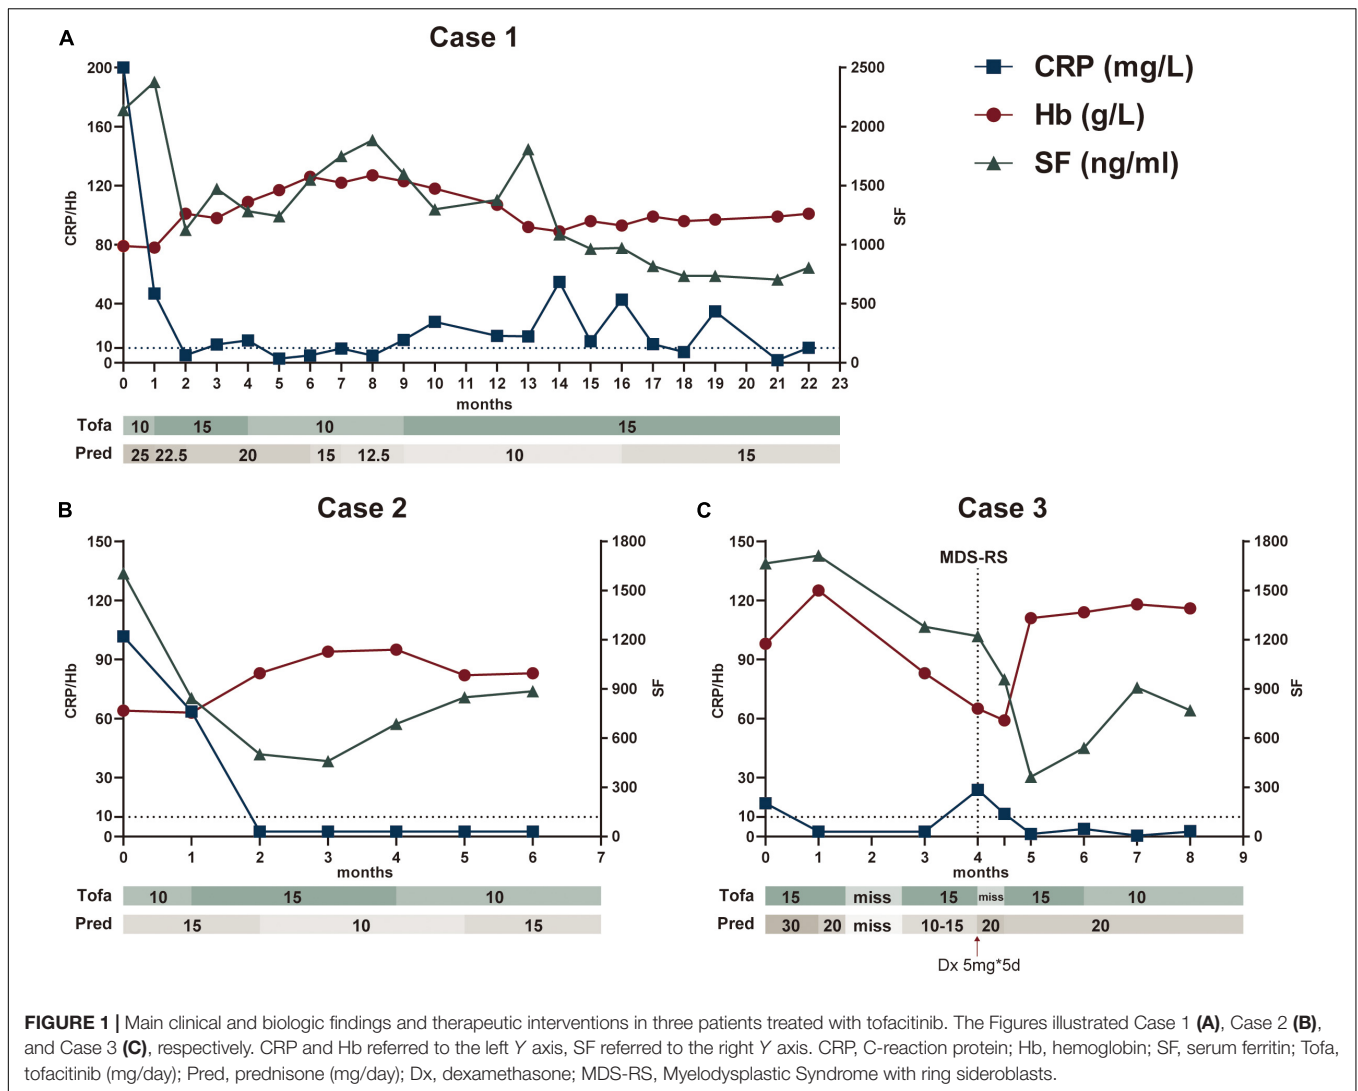 A
Case 1
CRP (mg/L)
Hb (g/L)
SF (ng/ml)
CRP/Hb
200
160
120
80
40
10
0
SF
2500
2000
1500
1000
500
0
0 1 2 3 4 5 6 7 8 9 10 11 12 13 14 15 16 17 18 19 20 21 22 23
months
Tofa 10 15 10 15
Pred 25 22.5 20 15 12.5 10 15
B
Case 2
CRP/Hb
150
120
90
60
30
10
0
SF
1800
1500
1200
900
600
300
0
0 1 2 3 4 5 6 7
months
Tofa 10 15 10
Pred 15 10 15
C
Case 3
MDS-RS
CRP/Hb
150
120
90
60
30
10
0
SF
1800
1500
1200
900
600
300
0
0 1 2 3 4 5 6 7 8 9
months
Tofa 15 miss 15 miss 15 10
Pred 30 20 miss 10-15 20 20
Dx 5mg*5d
FIGURE 1 | Main clinical and biologic findings and therapeutic interventions in three patients treated with tofacitinib. The Figures illustrated Case 1 (A), Case 2 (B),
and Case 3 (C), respectively. CRP and Hb referred to the left Y axis, SF referred to the right Y axis. CRP, C-reaction protein; Hb, hemoglobin; SF, serum ferritin; Tofa,
tofacitinib (mg/day); Pred, prednisone (mg/day); Dx, dexamethasone; MDS-RS, Myelodysplastic Syndrome with ring sideroblasts.